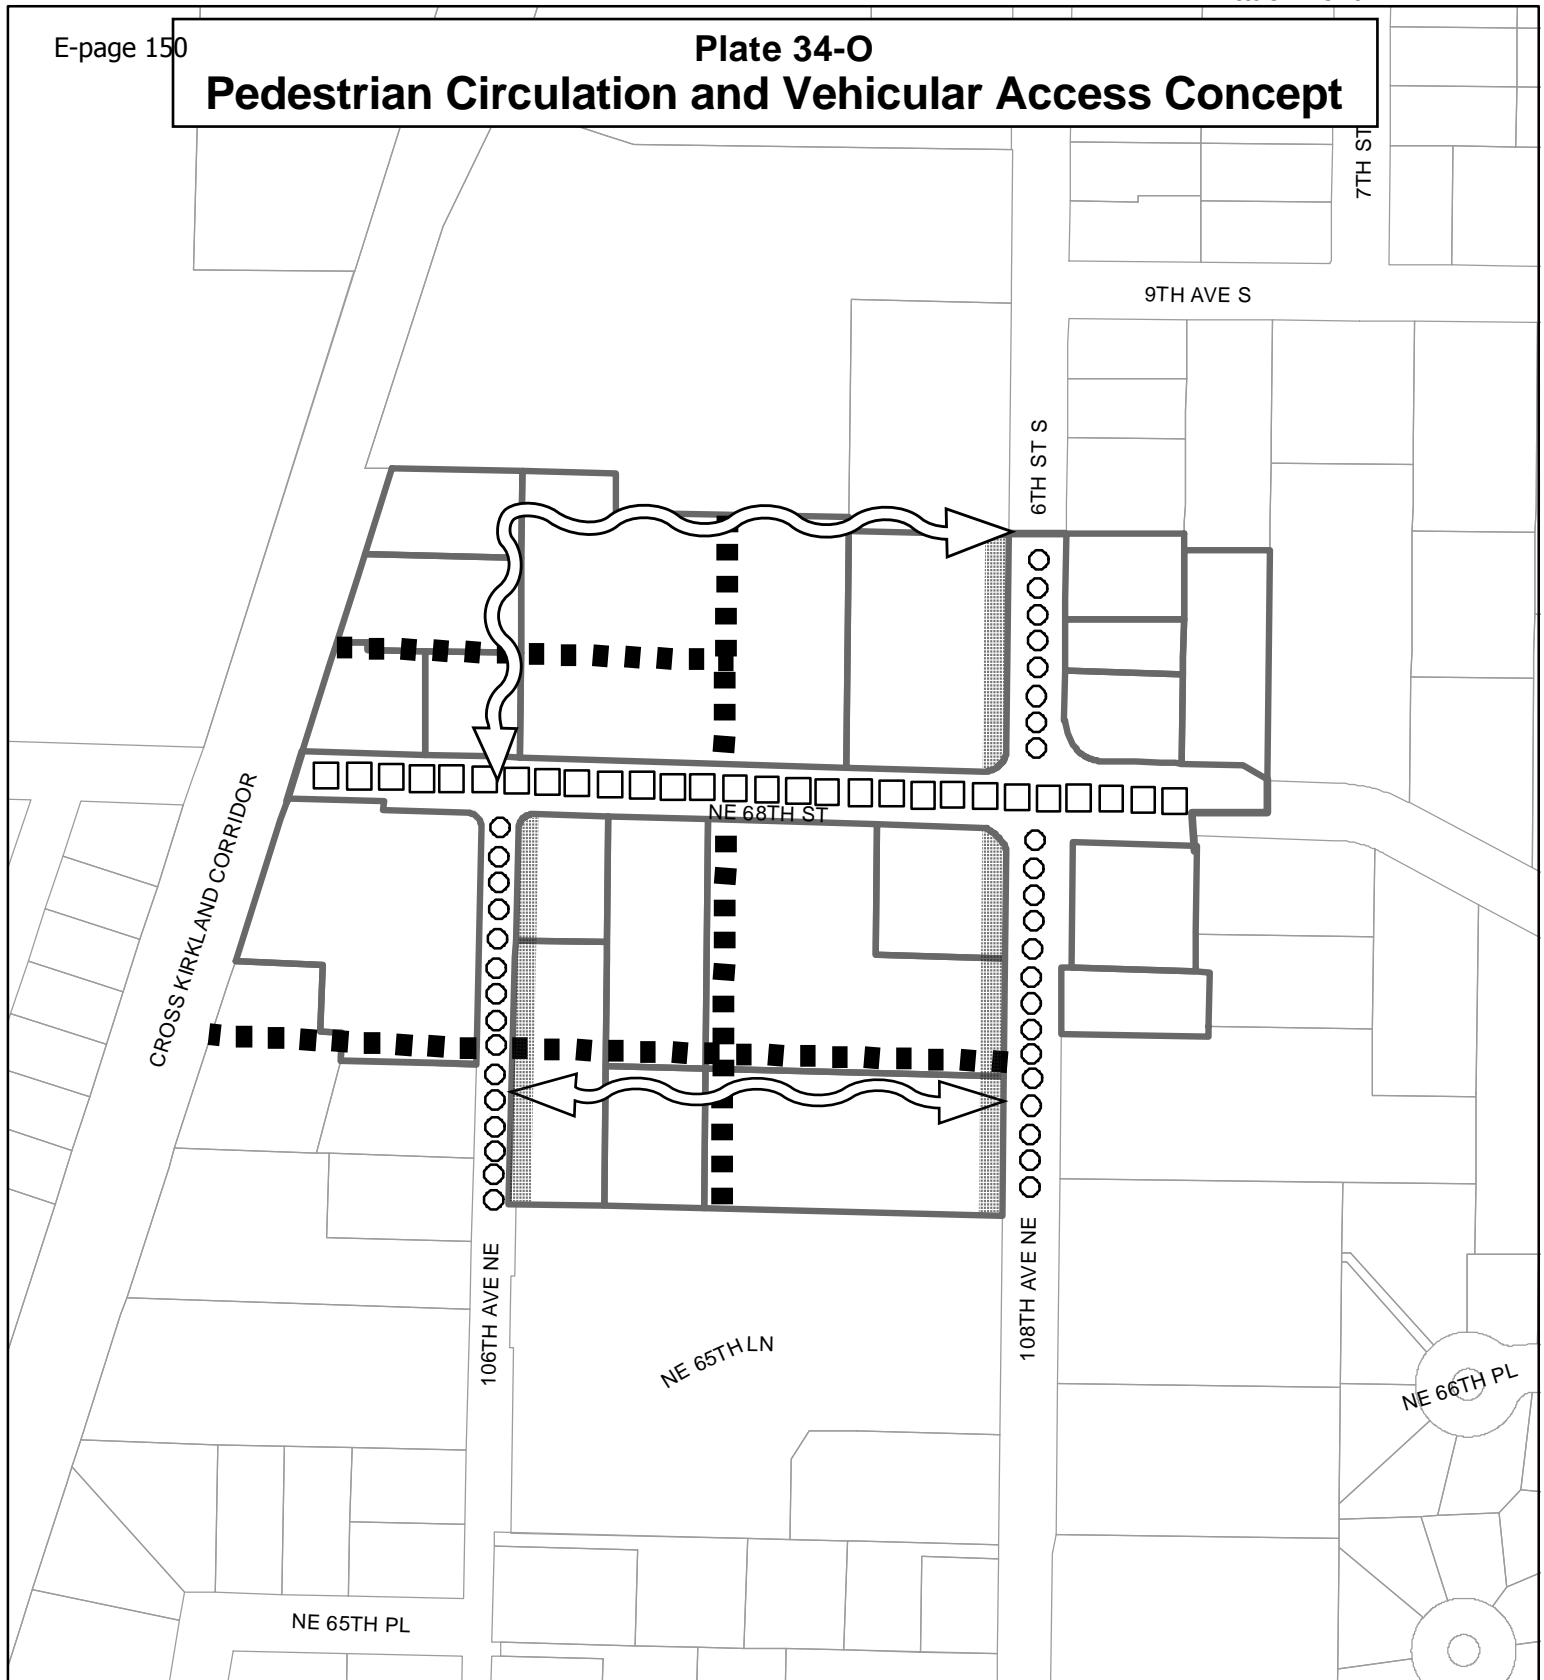 E-page 150
Plate 34-O
Pedestrian Circulation and Vehicular Access Concept
7TH ST
9TH AVE S
6TH ST S
CROSS KIRKLAND CORRIDOR
NE 68TH ST
106TH AVE NE
108TH AVE NE
NE 65TH LN
NE 66TH PL
NE 65TH PL